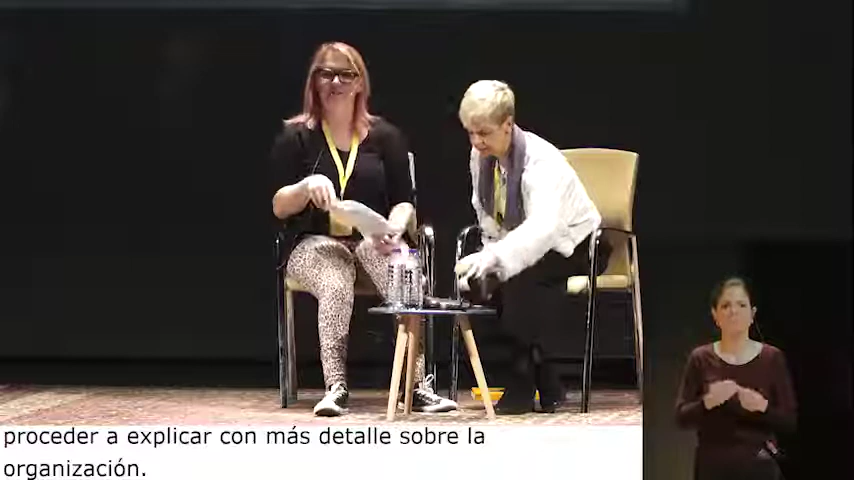 proceder a explicar con más detalle sobre la
organización.